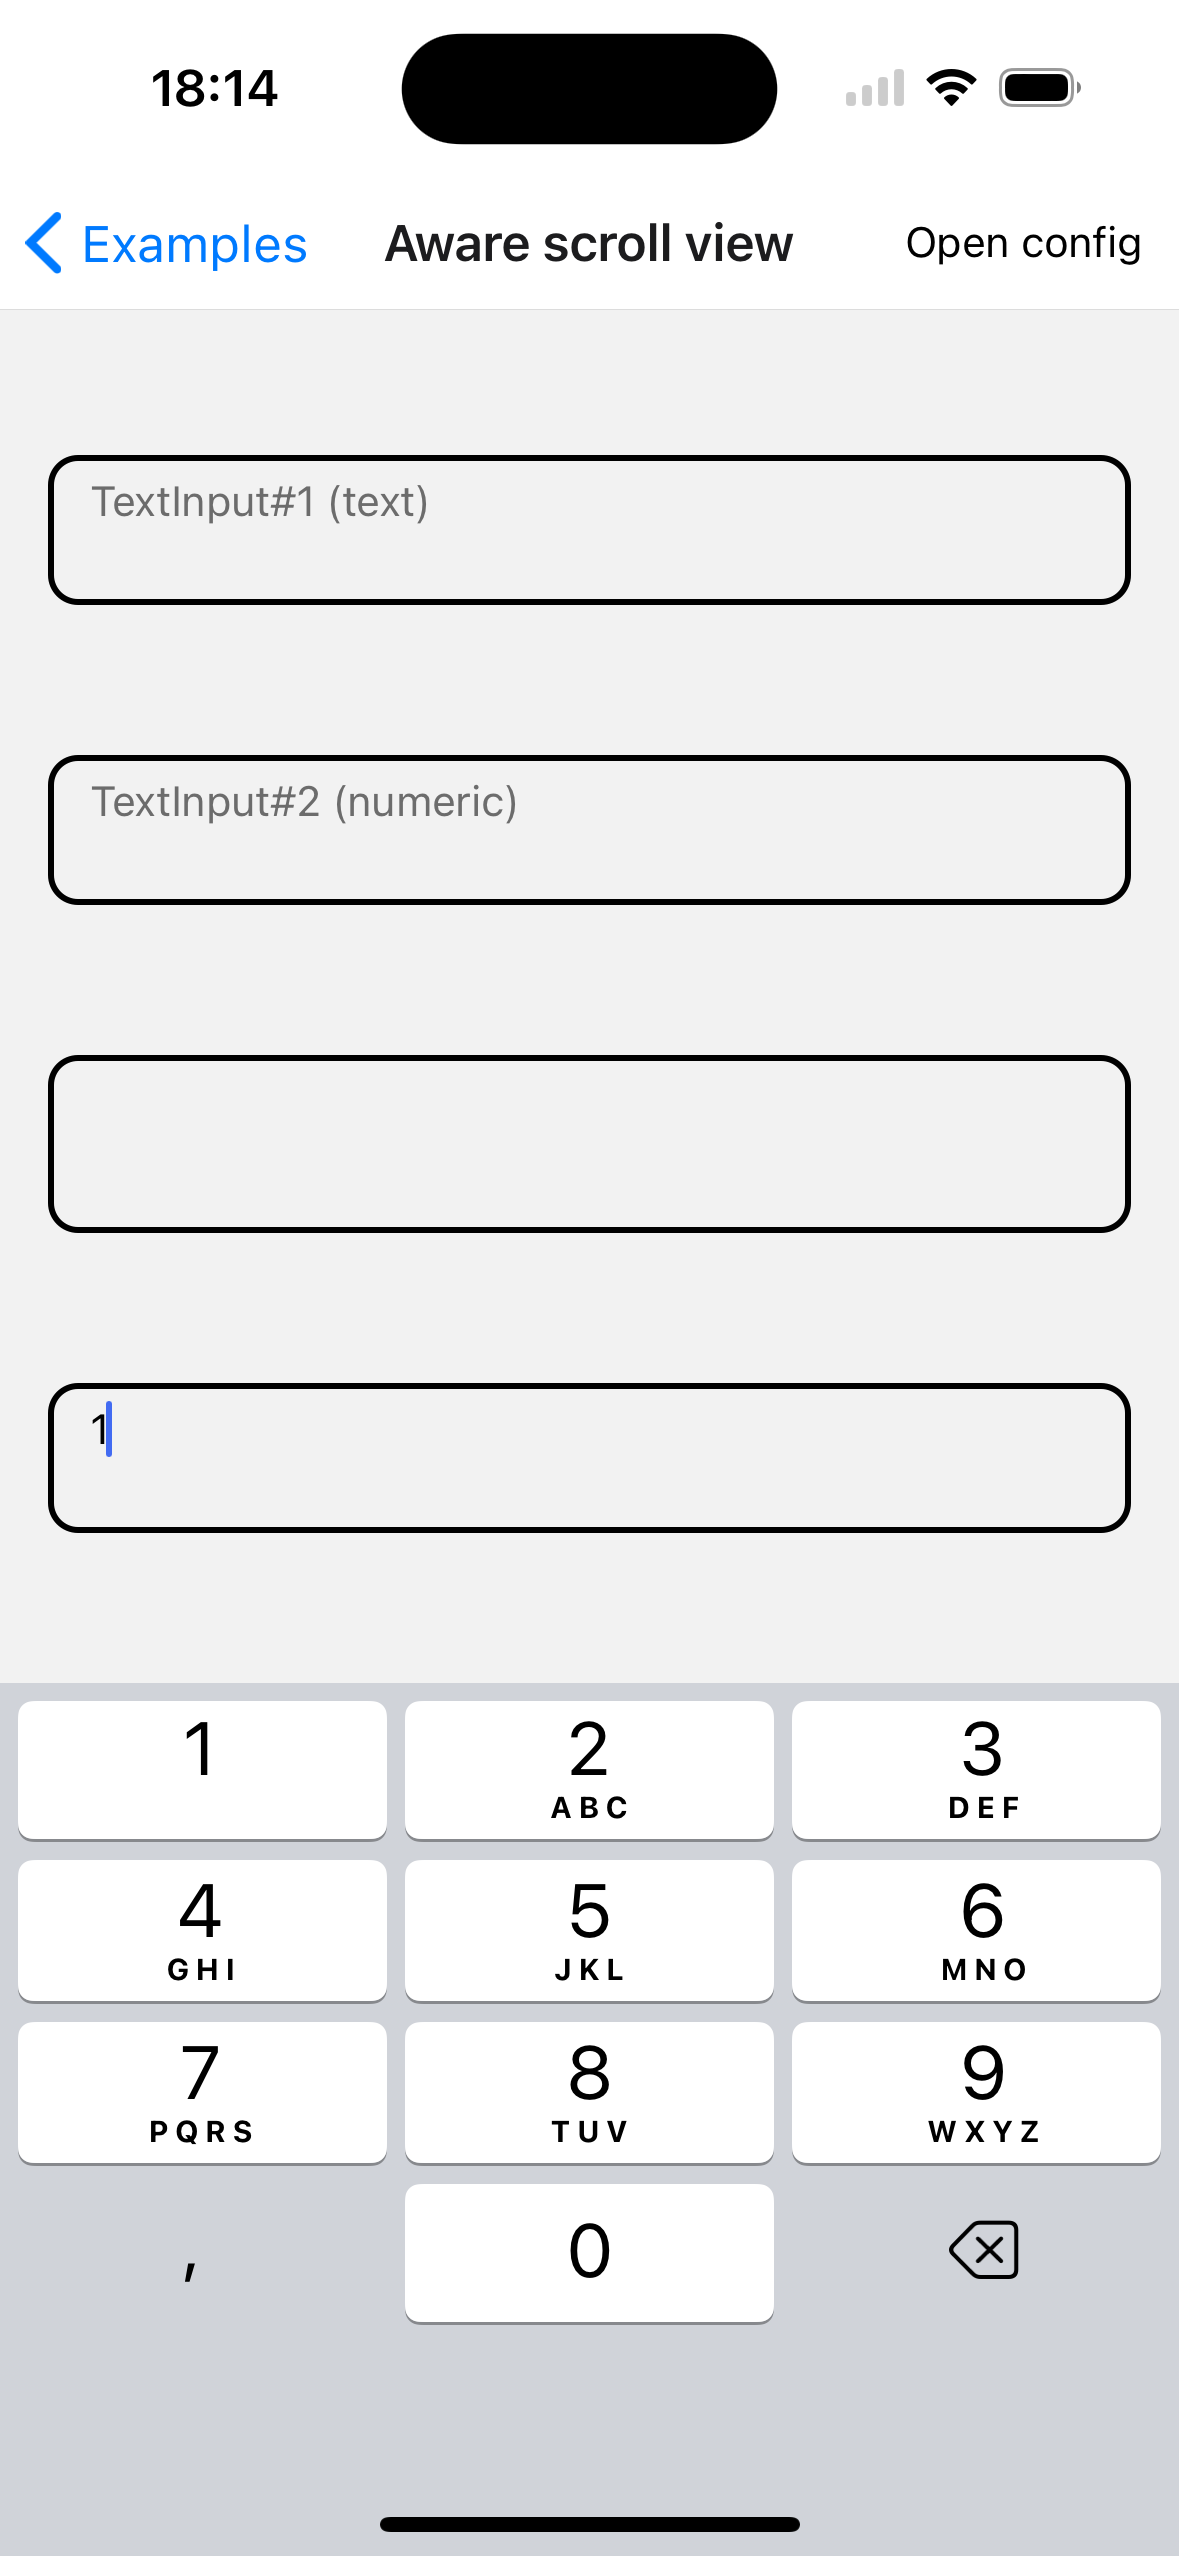 18:14
Examples
Aware scroll view
Open config
TextInput#1 (text)
TextInput#2 (numeric)
1
1
2
ABC
3
DEF
4
GHI
5
JKL
6
MNO
7
PQRS
8
TUV
9
WXYZ
,
0